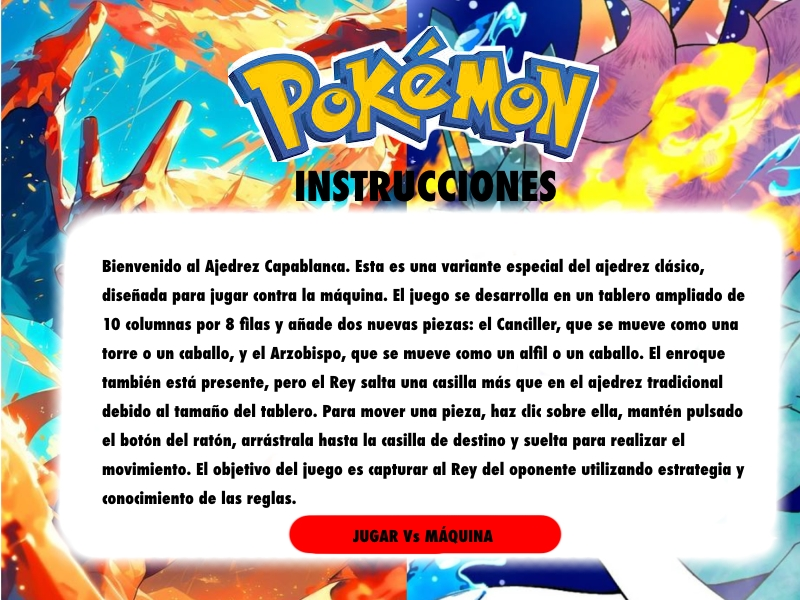 POKéMON
INSTRUCCIONES
Bienvenido al Ajedrez Capablanca. Esta es una variante especial del ajedrez clásico,
diseñada para jugar contra la máquina. El juego se desarrolla en un tablero ampliado de
10 columnas por 8 filas y añade dos nuevas piezas: el Canciller, que se mueve como una
torre o un caballo, y el Arzobispo, que se mueve como un alfil o un caballo. El enroque
también está presente, pero el Rey salta una casilla más que en el ajedrez tradicional
debido al tamaño del tablero. Para mover una pieza, haz clic sobre ella, mantén pulsado
el botón del ratón, arrástrala hasta la casilla de destino y suelta para realizar el
movimiento. El objetivo del juego es capturar al Rey del oponente utilizando estrategia y
conocimiento de las reglas.
JUGAR Vs MÁQUINA